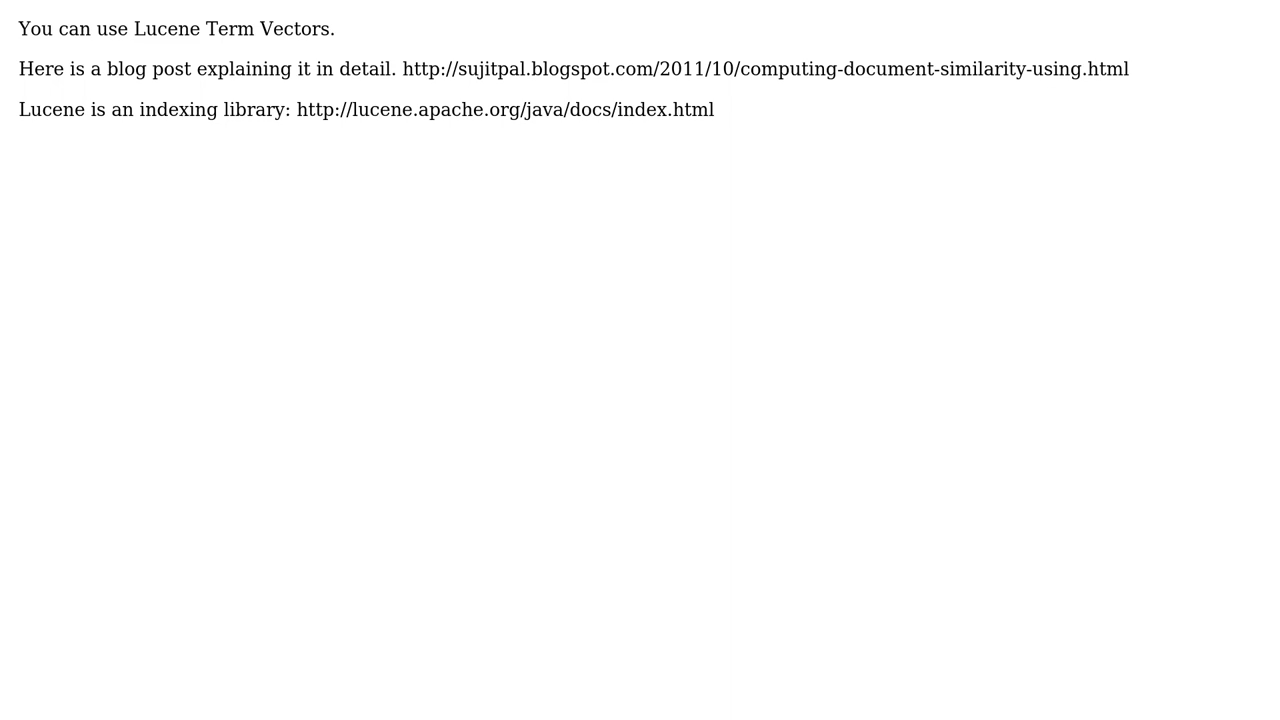 You can use Lucene Term Vectors.
Here is a blog post explaining it in detail. http://sujitpal.blogspot.com/2011/10/computing-document-similarity-using.html
Lucene is an indexing library: http://lucene.apache.org/java/docs/index.html